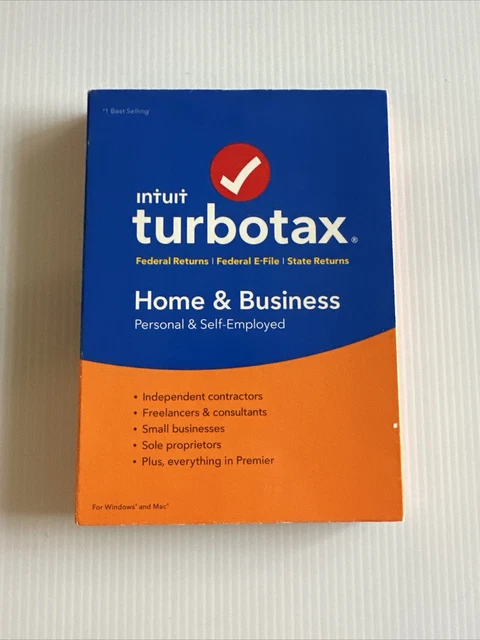 #1 Best Selling
intuit
turbotax®
Federal Returns | Federal E-File | State Returns
Home & Business
Personal & Self-Employed
• Independent contractors
• Freelancers & consultants
• Small businesses
• Sole proprietors
• Plus, everything in Premier
For Windows® and Mac®